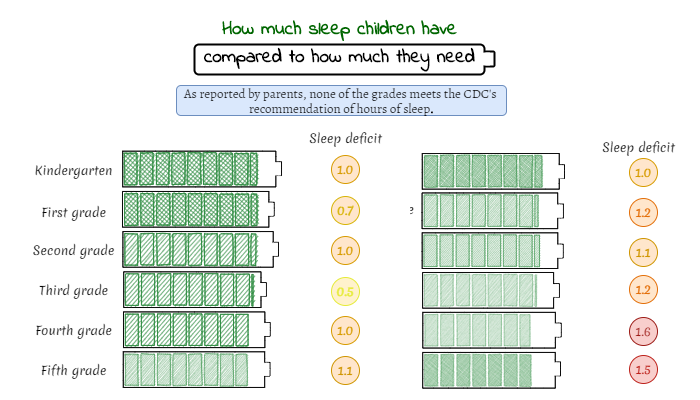 How much sleep children have
compared to how much they need
As reported by parents, none of the grades meets the CDC's
recommendation of hours of sleep.
Sleep deficit
Kindergarten 1.0
First grade 0.7
Second grade 1.0
Third grade 0.5
Fourth grade 1.0
Fifth grade 1.1
Sleep deficit
1.0
e 1.2
1.1
1.2
1.6
1.5